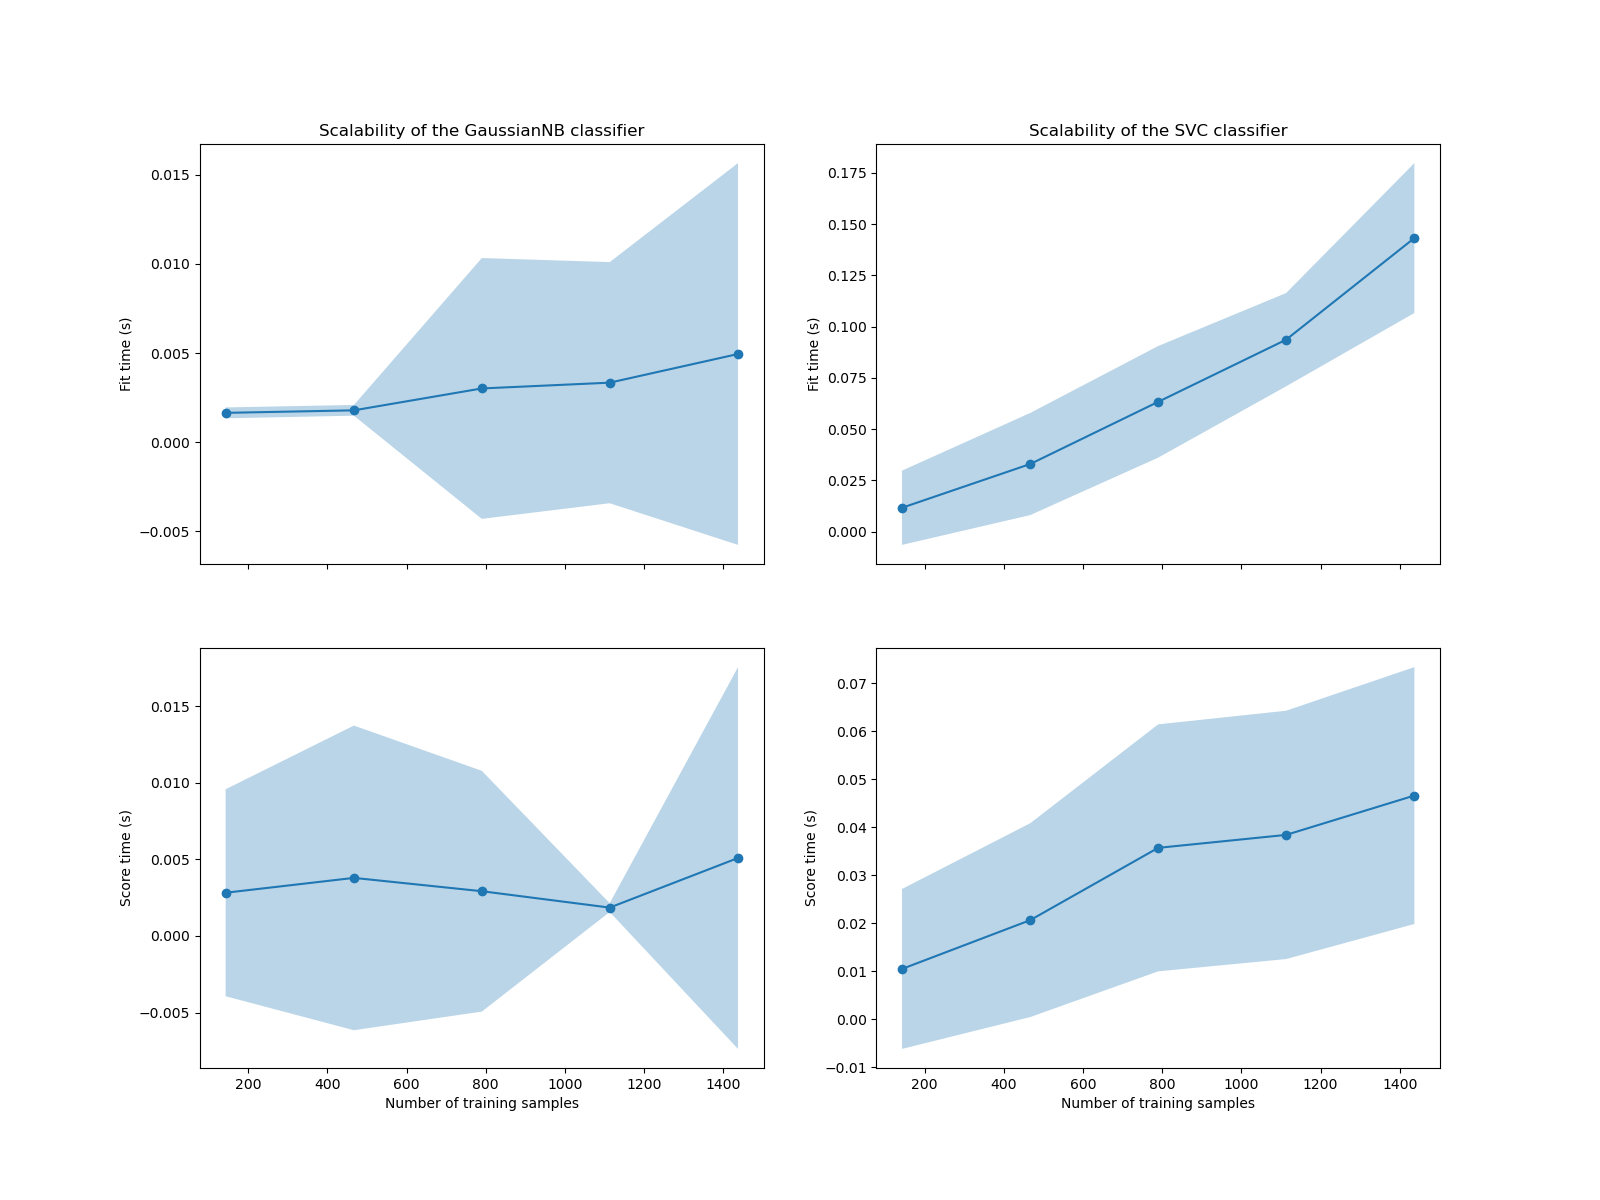 Scalability of the GaussianNB classifier
Scalability of the SVC classifier
0.015
0.010
0.005
0.000
−0.005
Fit time (s)
0.175
0.150
0.125
0.100
0.075
0.050
0.025
0.000
Fit time (s)
0.015
0.010
0.005
0.000
−0.005
Score time (s)
200 400 600 800 1000 1200 1400
Number of training samples
0.07
0.06
0.05
0.04
0.03
0.02
0.01
0.00
−0.01
Score time (s)
200 400 600 800 1000 1200 1400
Number of training samples